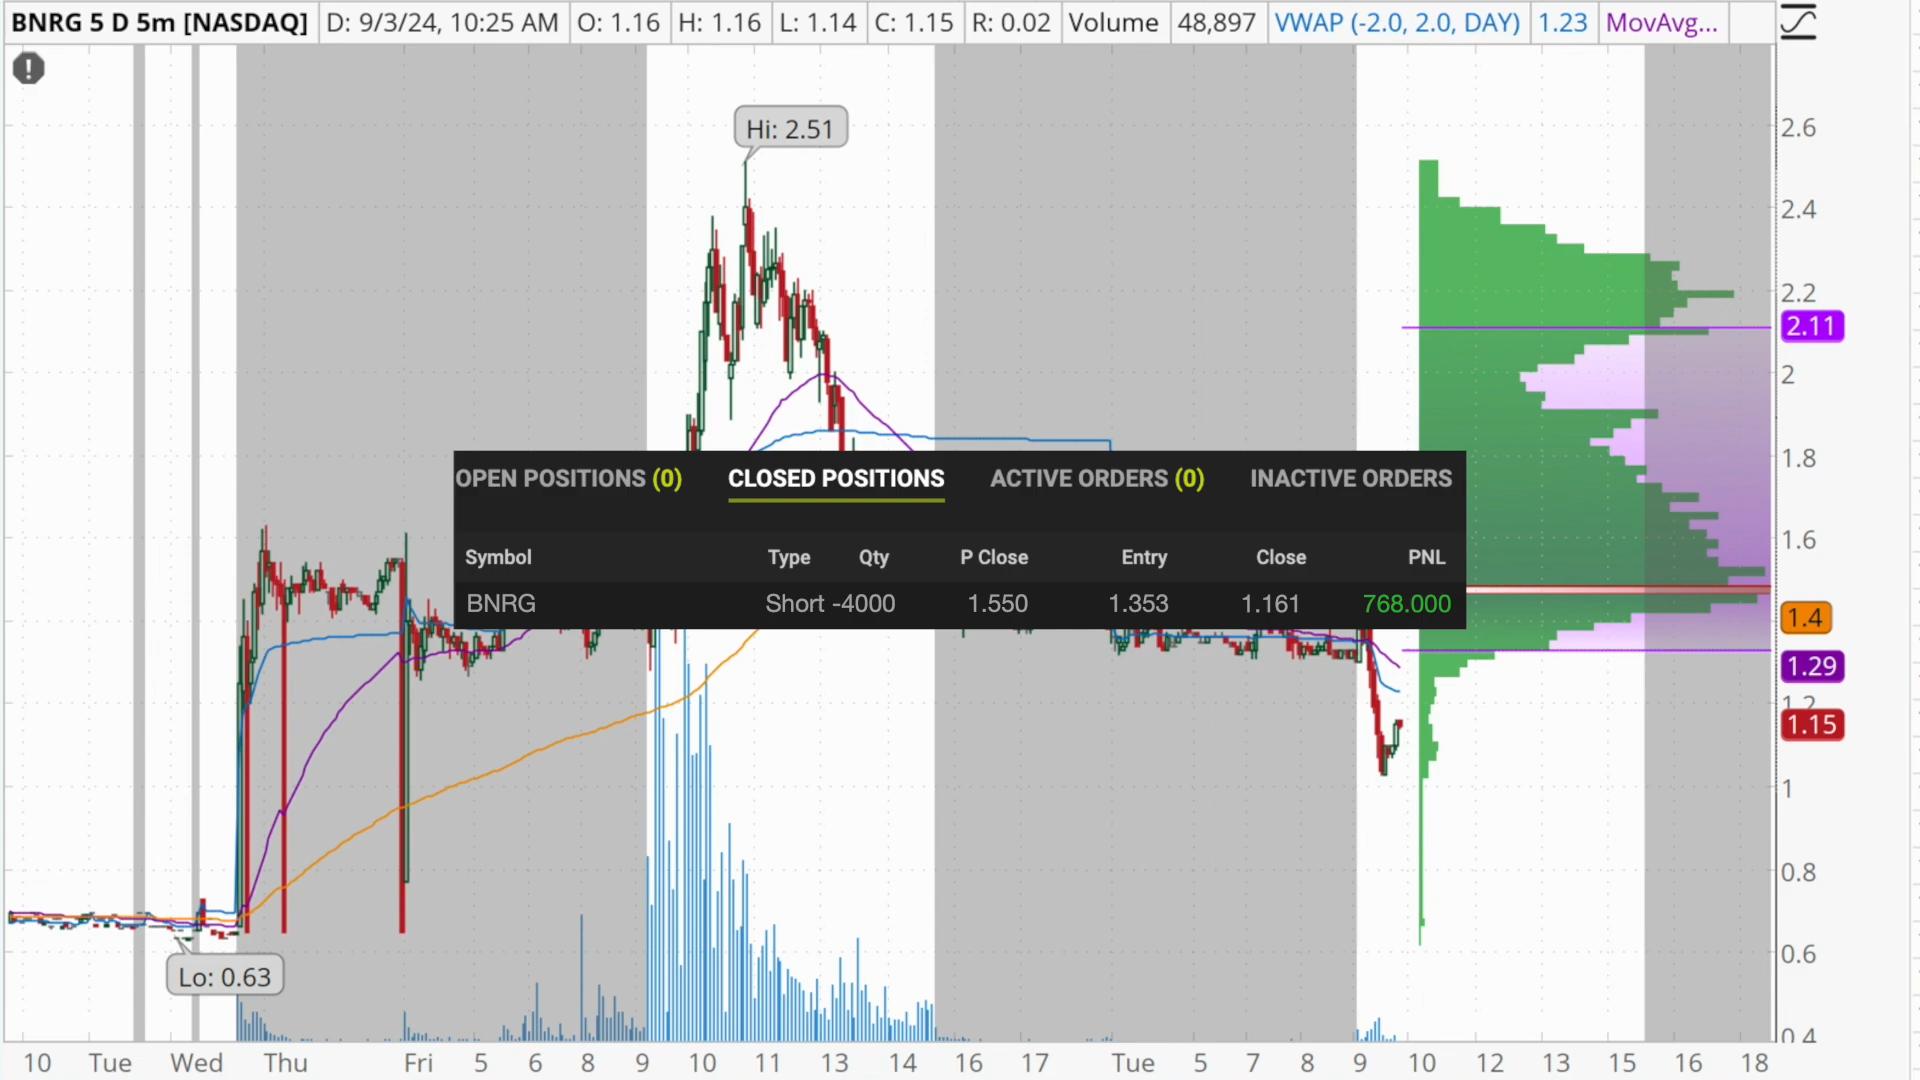 BNRG 5 D 5m [NASDAQ] D: 9/3/24, 10:25 AM O: 1.16 H: 1.16 L: 1.14 C: 1.15 R: 0.02 Volume 48,897 VWAP (-2.0, 2.0, DAY) 1.23 MovAvg...
Hi: 2.51
2.6
2.4
2.2
2.11
2
1.8
1.6
1.4
1.29
1.2
1.15
1
0.8
0.6
0.4
OPEN POSITIONS (0) CLOSED POSITIONS ACTIVE ORDERS (0) INACTIVE ORDERS
Symbol Type Qty P Close Entry Close PNL
BNRG Short -4000 1.550 1.353 1.161 768.000
Lo: 0.63
10 Tue Wed Thu Fri 5 6 8 9 10 11 13 14 16 17 Tue 5 7 8 9 10 12 13 15 16 18